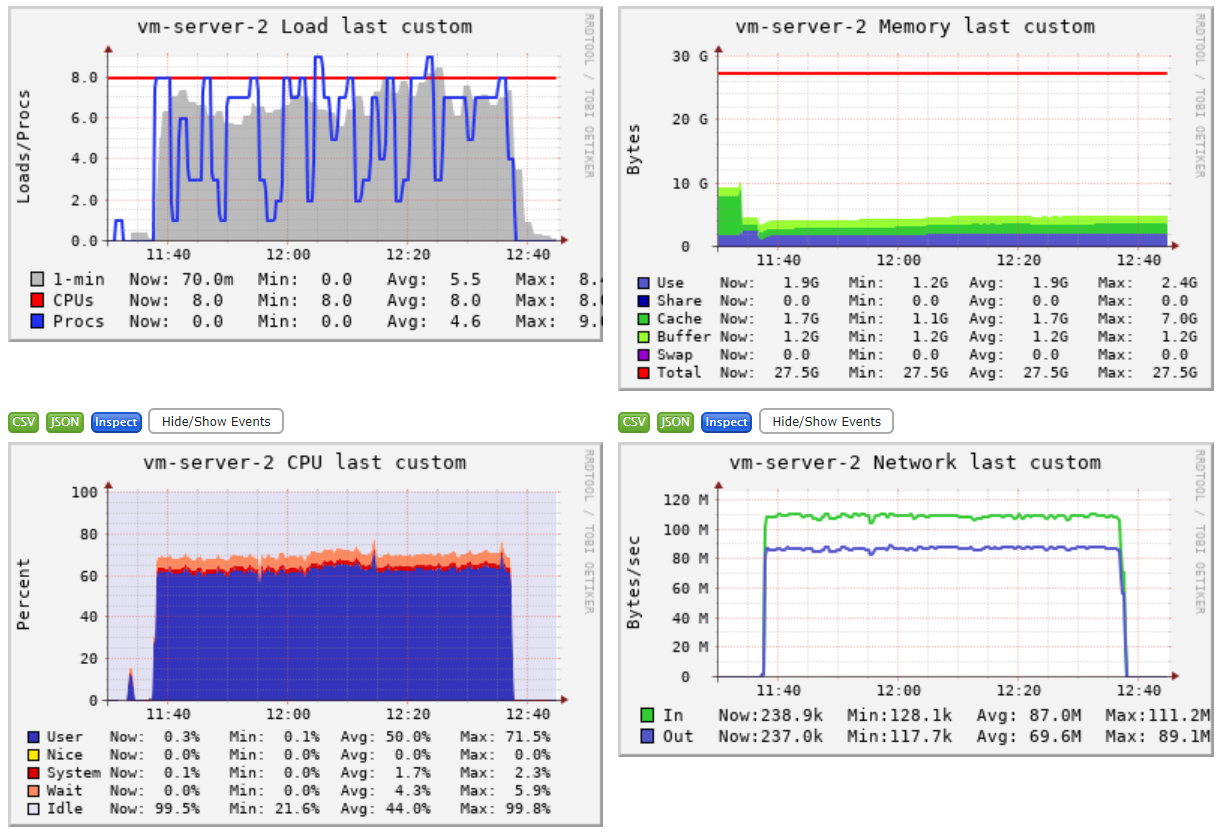 vm-server-2 Load last custom
RRDTOOL / TOBI OETIKER
Loads/Procs
8.0
6.0
4.0
2.0
0.0
11:40 12:00 12:20 12:40
1-min Now: 70.0m Min: 0.0 Avg: 5.5 Max: 8.
CPUs Now: 8.0 Min: 8.0 Avg: 8.0 Max: 8.
Procs Now: 0.0 Min: 0.0 Avg: 4.6 Max: 9.
vm-server-2 Memory last custom
RRDTOOL / TOBI OETIKER
Bytes
30 G
20 G
10 G
0
11:40 12:00 12:20 12:40
Use Now: 1.9G Min: 1.2G Avg: 1.9G Max: 2.4G
Share Now: 0.0 Min: 0.0 Avg: 0.0 Max: 0.0
Cache Now: 1.7G Min: 1.1G Avg: 1.7G Max: 7.0G
Buffer Now: 1.2G Min: 1.2G Avg: 1.2G Max: 1.2G
Swap Now: 0.0 Min: 0.0 Avg: 0.0 Max: 0.0
Total Now: 27.5G Min: 27.5G Avg: 27.5G Max: 27.5G
CSV JSON Inspect Hide/Show Events
CSV JSON Inspect Hide/Show Events
vm-server-2 CPU last custom
RRDTOOL / TOBI OETIKER
Percent
100
80
60
40
20
0
11:40 12:00 12:20 12:40
User Now: 0.3% Min: 0.1% Avg: 50.0% Max: 71.5%
Nice Now: 0.0% Min: 0.0% Avg: 0.0% Max: 0.0%
System Now: 0.1% Min: 0.0% Avg: 1.7% Max: 2.3%
Wait Now: 0.0% Min: 0.0% Avg: 4.3% Max: 5.9%
Idle Now: 99.5% Min: 21.6% Avg: 44.0% Max: 99.8%
vm-server-2 Network last custom
RRDTOOL / TOBI OETIKER
Bytes/sec
120 M
100 M
80 M
60 M
40 M
20 M
0
11:40 12:00 12:20 12:40
In Now:238.9k Min:128.1k Avg: 87.0M Max:111.2M
Out Now:237.0k Min:117.7k Avg: 69.6M Max: 89.1M